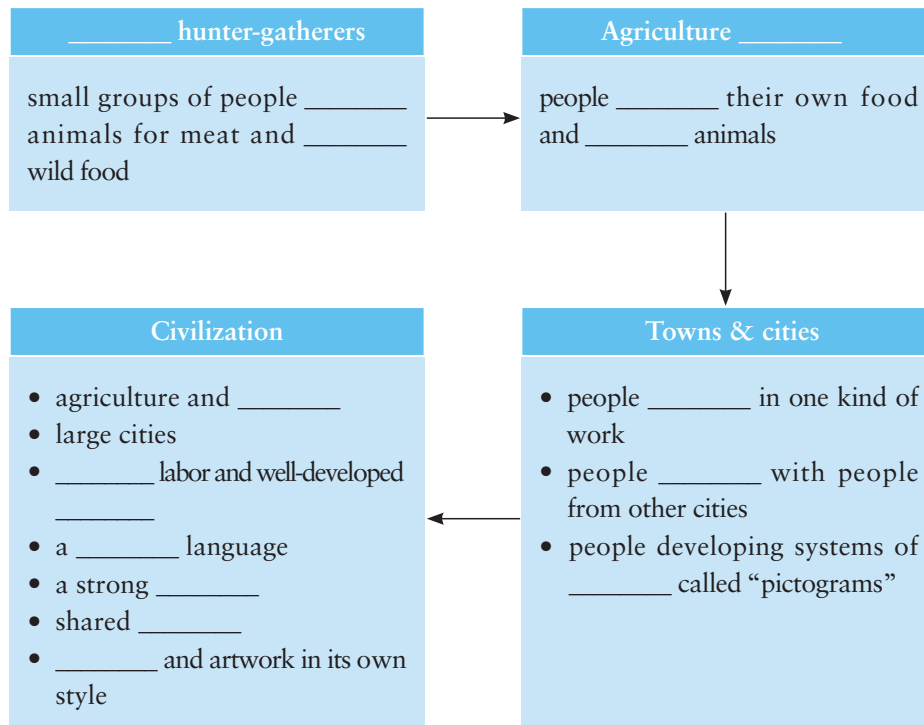 ________ hunter-gatherers
small groups of people ________
animals for meat and ________
wild food
Agriculture ________
people ________ their own food
and ________ animals
Towns & cities
• people ________ in one kind of
work
• people ________ with people
from other cities
• people developing systems of
________ called “pictograms”
Civilization
• agriculture and ________
• large cities
• ________ labor and well-developed
________
• a ________ language
• a strong ________
• shared ________
• ________ and artwork in its own
style